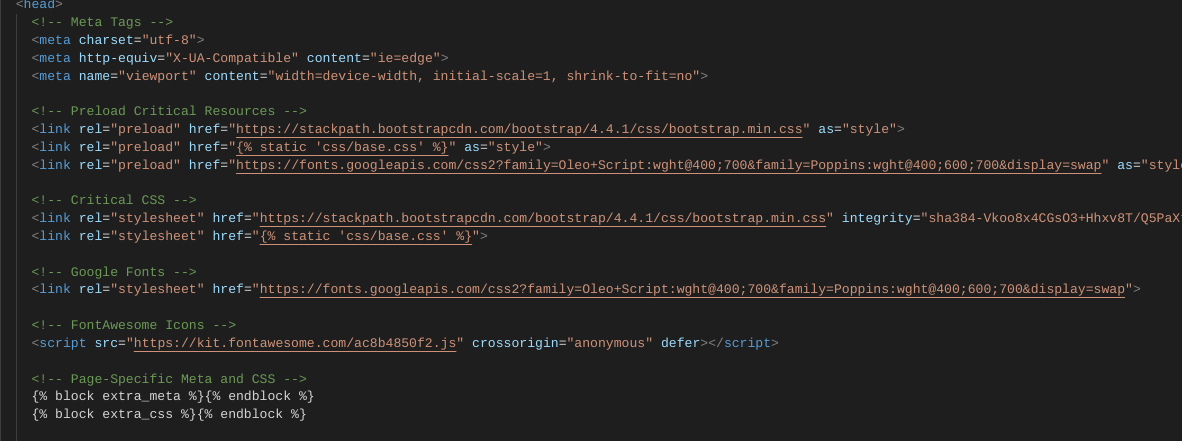 <head>
<!-- Meta Tags -->
<meta charset="utf-8">
<meta http-equiv="X-UA-Compatible" content="ie=edge">
<meta name="viewport" content="width=device-width, initial-scale=1, shrink-to-fit=no">
<!-- Preload Critical Resources -->
<link rel="preload" href="https://stackpath.bootstrapcdn.com/bootstrap/4.4.1/css/bootstrap.min.css" as="style">
<link rel="preload" href="{% static 'css/base.css' %}" as="style">
<link rel="preload" href="https://fonts.googleapis.com/css2?family=Oleo+Script:wght@400;700&family=Poppins:wght@400;600;700&display=swap" as="styl
<!-- Critical CSS -->
<link rel="stylesheet" href="https://stackpath.bootstrapcdn.com/bootstrap/4.4.1/css/bootstrap.min.css" integrity="sha384-Vkoo8x4CGsO3+Hhxv8T/Q5PaX
<link rel="stylesheet" href="{% static 'css/base.css' %}">
<!-- Google Fonts -->
<link rel="stylesheet" href="https://fonts.googleapis.com/css2?family=Oleo+Script:wght@400;700&family=Poppins:wght@400;600;700&display=swap">
<!-- FontAwesome Icons -->
<script src="https://kit.fontawesome.com/ac8b4850f2.js" crossorigin="anonymous" defer></script>
<!-- Page-Specific Meta and CSS -->
{% block extra_meta %}{% endblock %}
{% block extra_css %}{% endblock %}